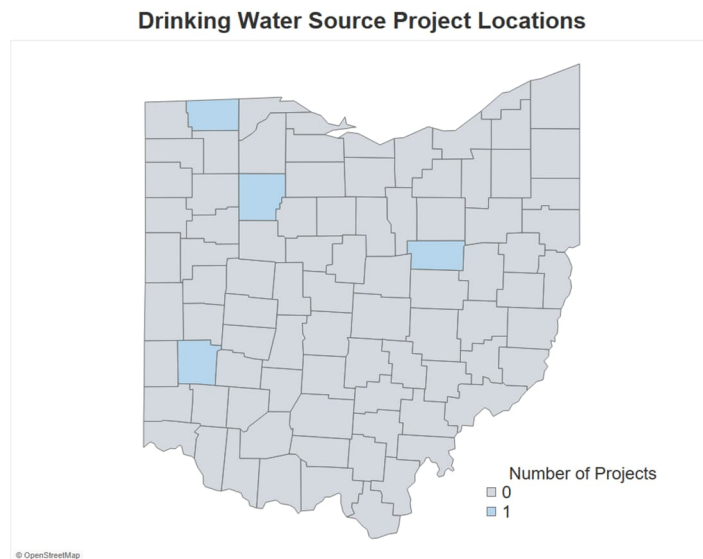 Drinking Water Source Project Locations
Number of Projects
0
1
© OpenStreetMap